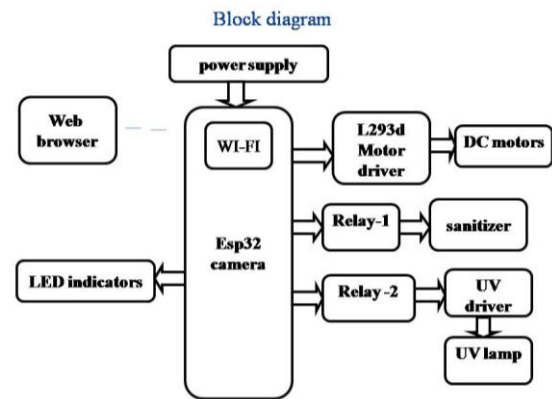 Block diagram
power supply
Web
browser
WI-FI
L293d
Motor
driver
DC motors
Esp32
camera
Relay-1
sanitizer
LED indicators
Relay-2
UV
driver
UV lamp